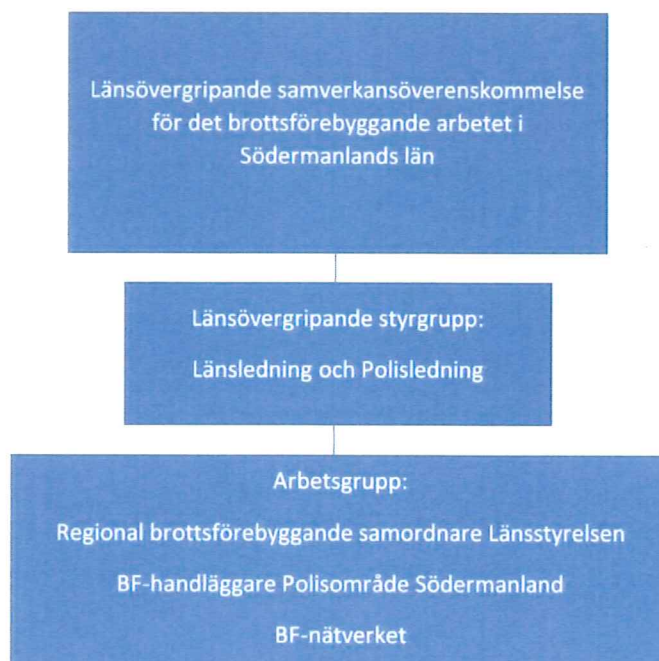 Länsövergripande samverkansöverenskommelse
för det brottsförebyggande arbetet i
Södermanlands län
Länsövergripande styrgrupp:
Länsledning och Polisledning
Arbetsgrupp:
Regional brottsförebyggande samordnare Länsstyrelsen
BF-handläggare Polisområde Södermanland
BF-nätverket